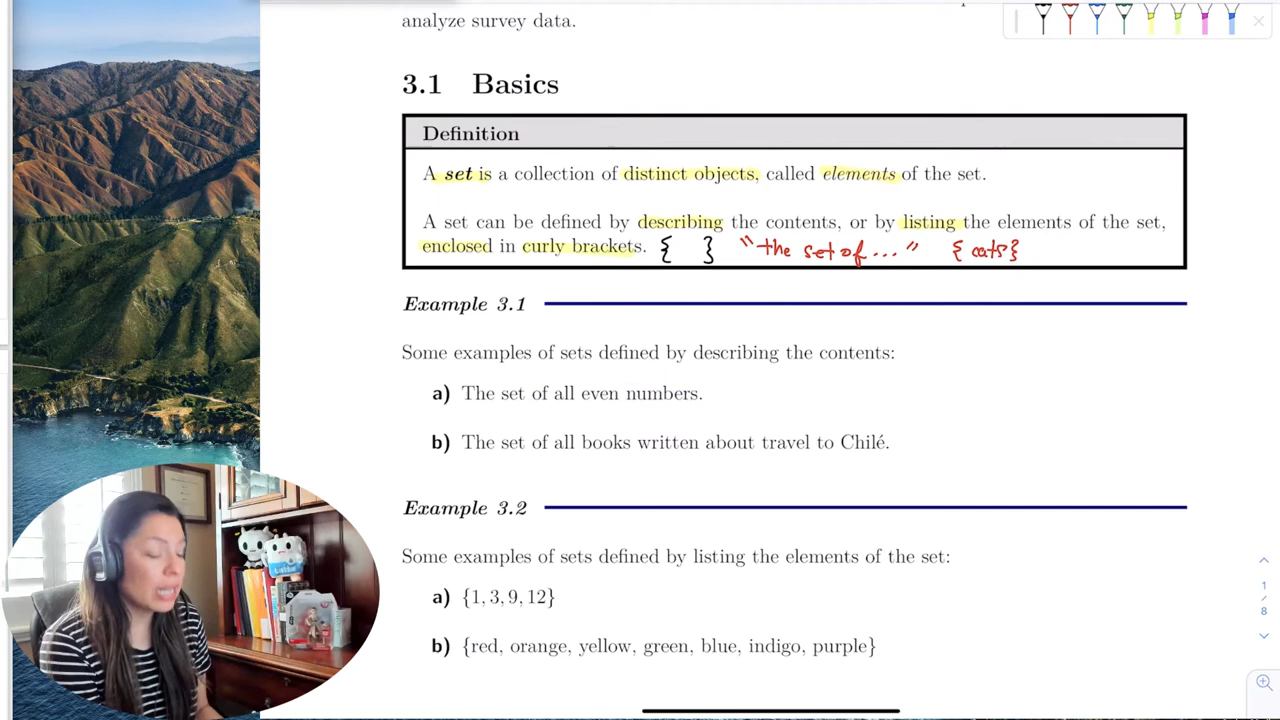 analyze survey data.
3.1 Basics
Definition
A set is a collection of distinct objects, called elements of the set.
A set can be defined by describing the contents, or by listing the elements of the set,
enclosed in curly brackets. { } "the set of ..." { cats }
Example 3.1
Some examples of sets defined by describing the contents:
a) The set of all even numbers.
b) The set of all books written about travel to Chilé.
Example 3.2
Some examples of sets defined by listing the elements of the set:
a) {1, 3, 9, 12}
b) {red, orange, yellow, green, blue, indigo, purple}
1
/
8